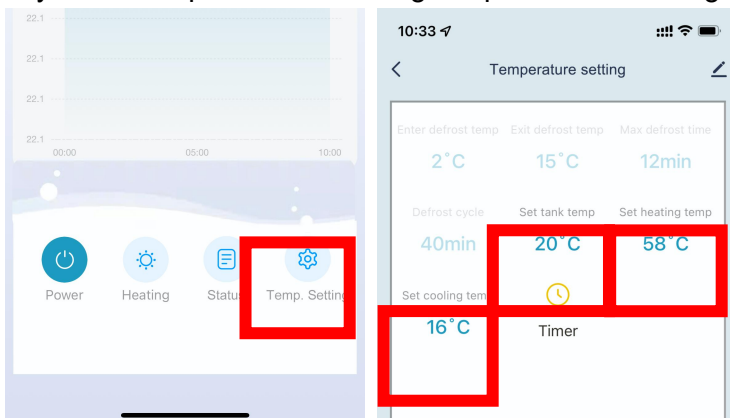 22.1
22.1
22.1
22.1
00:00 05:00 10:00
Power Heating Status Temp. Setting
10:33
Temperature setting
Enter defrost temp Exit defrost temp Max defrost time
2°C 15°C 12min
Defrost cycle Set tank temp Set heating temp
40min 20°C 58°C
Set cooling temp
16°C Timer